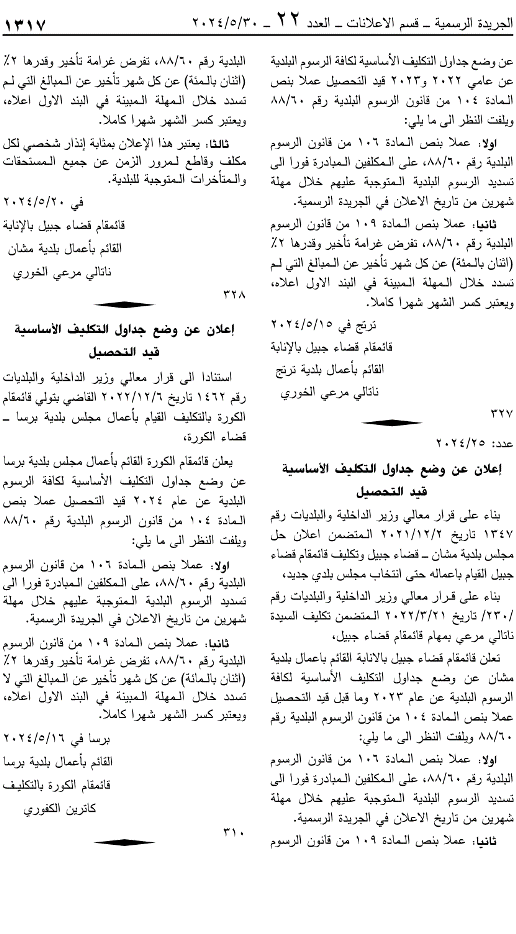 الجريدة الرسمية ـ قسم الاعلانات ـ العدد ٢٢ ـ ٢٠٢٤/٥/٣٠
١٣١٧
عن وضع جداول التكليف الأساسية لكافة الرسوم البلدية
عن عامي ٢٠٢٢ و٢٠٢٣ قيد التحصيل عملا بنص
المادة ١٠٤ من قانون الرسوم البلدية رقم ٨٨/٦٠
ويلفت النظر الى ما يلي:
اولا: عملا بنص المادة ١٠٦ من قانون الرسوم
البلدية رقم ٨٨/٦٠، على المكلفين المبادرة فورا الى
تسديد الرسوم البلدية المتوجبة عليهم خلال مهلة
شهرين من تاريخ الاعلان في الجريدة الرسمية.
ثانيا: عملا بنص المادة ١٠٩ من قانون الرسوم
البلدية رقم ٨٨/٦٠، تفرض غرامة تأخير وقدرها ٢٪
(اثنان بالمئة) عن كل شهر تأخير عن المبالغ التي لم
تسدد خلال المهلة المبينة في البند الاول اعلاه،
ويعتبر كسر الشهر شهرا كاملا.
ترتج في ٢٠٢٤/٥/١٥
قائمقام قضاء جبيل بالإنابة
القائم بأعمال بلدية ترتج
ناتالي مرعي الخوري
٣٢٧
عدد: ٢٠٢٤/٢٥
إعلان عن وضع جداول التكليف الأساسية
قيد التحصيل
بناء على قرار معالي وزير الداخلية والبلديات رقم
١٣٤٧ تاريخ ٢٠٢١/١٢/٢ المتضمن اعلان حل
مجلس بلدية مشان ـ قضاء جبيل وتكليف قائمقام قضاء
جبيل القيام باعماله حتى انتخاب مجلس بلدي جديد،
بناء على قرار معالي وزير الداخلية والبلديات رقم
/٢٣٠/ تاريخ ٢٠٢٢/٣/٢١ المتضمن تكليف السيدة
ناتالي مرعي بمهام قائمقام قضاء جبيل،
تعلن قائمقام قضاء جبيل بالانابة القائم باعمال بلدية
مشان عن وضع جداول التكليف الأساسية لكافة
الرسوم البلدية عن عام ٢٠٢٣ وما قبل قيد التحصيل
عملا بنص المادة ١٠٤ من قانون الرسوم البلدية رقم
٨٨/٦٠ ويلفت النظر الى ما يلي:
اولا: عملا بنص المادة ١٠٦ من قانون الرسوم
البلدية رقم ٨٨/٦٠، على المكلفين المبادرة فورا الى
تسديد الرسوم البلدية المتوجبة عليهم خلال مهلة
شهرين من تاريخ الاعلان في الجريدة الرسمية.
ثانيا: عملا بنص المادة ١٠٩ من قانون الرسوم
البلدية رقم ٨٨/٦٠، تفرض غرامة تأخير وقدرها ٢٪
(اثنان بالمئة) عن كل شهر تأخير عن المبالغ التي لم
تسدد خلال المهلة المبينة في البند الاول اعلاه،
ويعتبر كسر الشهر شهرا كاملا.
ثالثا: يعتبر هذا الإعلان بمثابة إنذار شخصي لكل
مكلف وقاطع لمرور الزمن عن جميع المستحقات
والمتأخرات المتوجبة للبلدية.
في ٢٠٢٤/٥/٢٠
قائمقام قضاء جبيل بالإنابة
القائم بأعمال بلدية مشان
ناتالي مرعي الخوري
٣٢٨
إعلان عن وضع جداول التكليف الأساسية
قيد التحصيل
استنادا الى قرار معالي وزير الداخلية والبلديات
رقم ١٤٦٢ تاريخ ٢٠٢٢/١٢/٦ القاضي بتولي قائمقام
الكورة بالتكليف القيام بأعمال مجلس بلدية برسا ـ
قضاء الكورة،
يعلن قائمقام الكورة القائم بأعمال مجلس بلدية برسا
عن وضع جداول التكليف الأساسية لكافة الرسوم
البلدية عن عام ٢٠٢٤ قيد التحصيل عملا بنص
المادة ١٠٤ من قانون الرسوم البلدية رقم ٨٨/٦٠
ويلفت النظر الى ما يلي:
اولا: عملا بنص المادة ١٠٦ من قانون الرسوم
البلدية رقم ٨٨/٦٠، على المكلفين المبادرة فورا الى
تسديد الرسوم البلدية المتوجبة عليهم خلال مهلة
شهرين من تاريخ الاعلان في الجريدة الرسمية.
ثانيا: عملا بنص المادة ١٠٩ من قانون الرسوم
البلدية رقم ٨٨/٦٠، تفرض غرامة تأخير وقدرها ٢٪
(اثنان بالمائة) عن كل شهر تأخير عن المبالغ التي لا
تسدد خلال المهلة المبينة في البند الاول اعلاه،
ويعتبر كسر الشهر شهرا كاملا.
برسا في ٢٠٢٤/٥/١٦
القائم بأعمال بلدية برسا
قائمقام الكورة بالتكليف
كاترين الكفوري
٣١٠